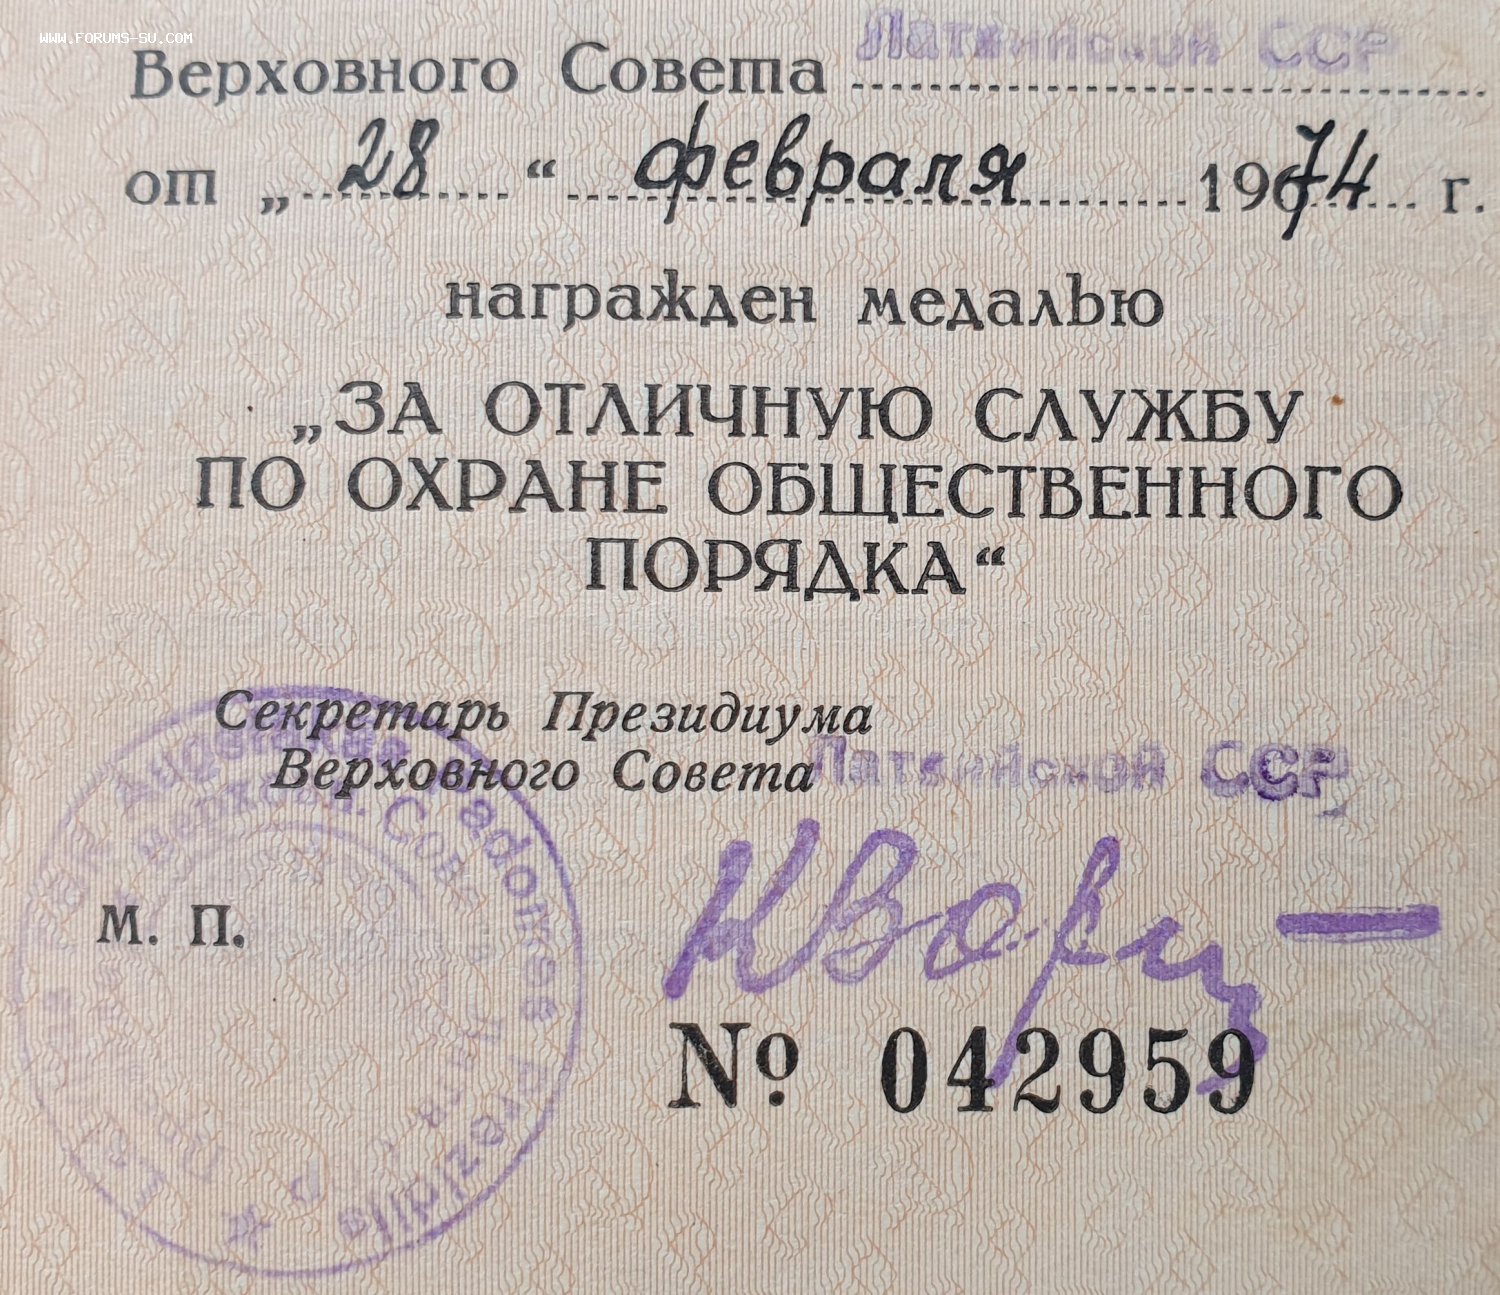 WWW.FORUMS-SU.COM
Латвийской ССР
Верховного Совета
от „ 28 “ февраля 1974 г.
награжден медалью
„ЗА ОТЛИЧНУЮ СЛУЖБУ
ПО ОХРАНЕ ОБЩЕСТВЕННОГО
ПОРЯДКА“
Секретарь Президиума
Верховного Совета Латвийской ССР
М. П.
№ 042959